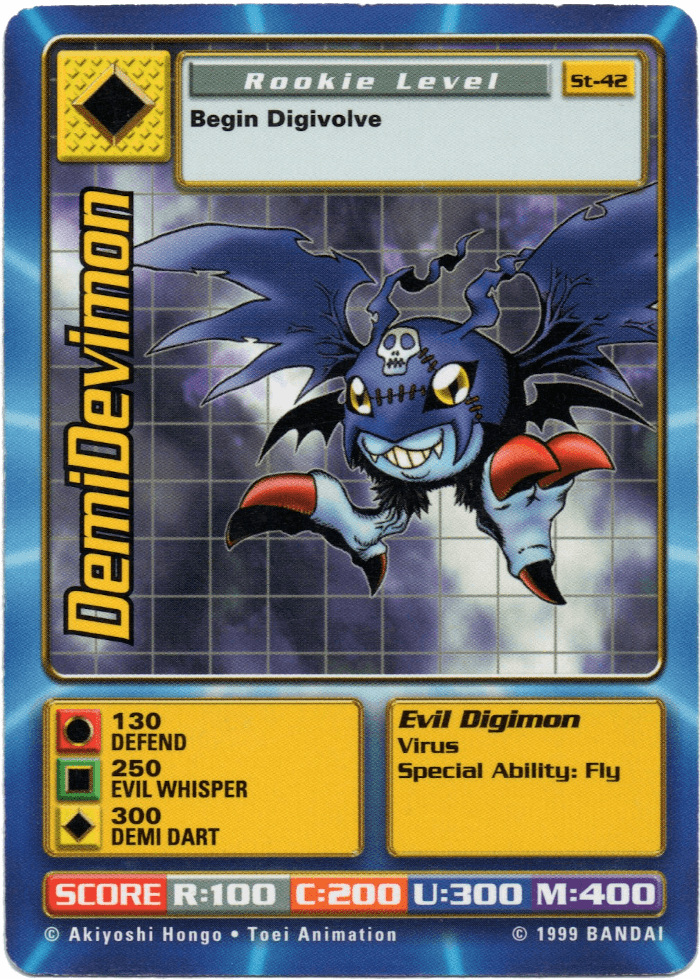 Rookie Level
St-42
Begin Digivolve
DemiDevimon
130
DEFEND
250
EVIL WHISPER
300
DEMI DART
Evil Digimon
Virus
Special Ability: Fly
SCORE R:100 C:200 U:300 M:400
© Akiyoshi Hongo • Toei Animation
© 1999 BANDAI